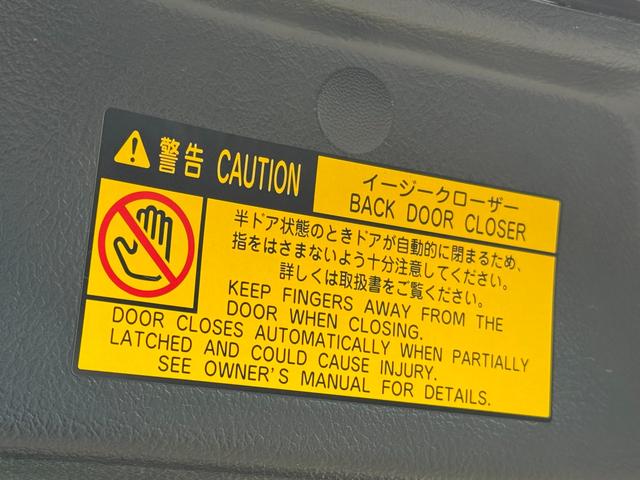 警告 CAUTION
イージークローザー
BACK DOOR CLOSER
半ドア状態のときドアが自動的に閉まるため、
指をはさまないよう十分注意してください。
詳しくは取扱書をご覧ください。
KEEP FINGERS AWAY FROM THE
DOOR WHEN CLOSING.
DOOR CLOSES AUTOMATICALLY WHEN PARTIALLY
LATCHED AND COULD CAUSE INJURY.
SEE OWNER'S MANUAL FOR DETAILS.